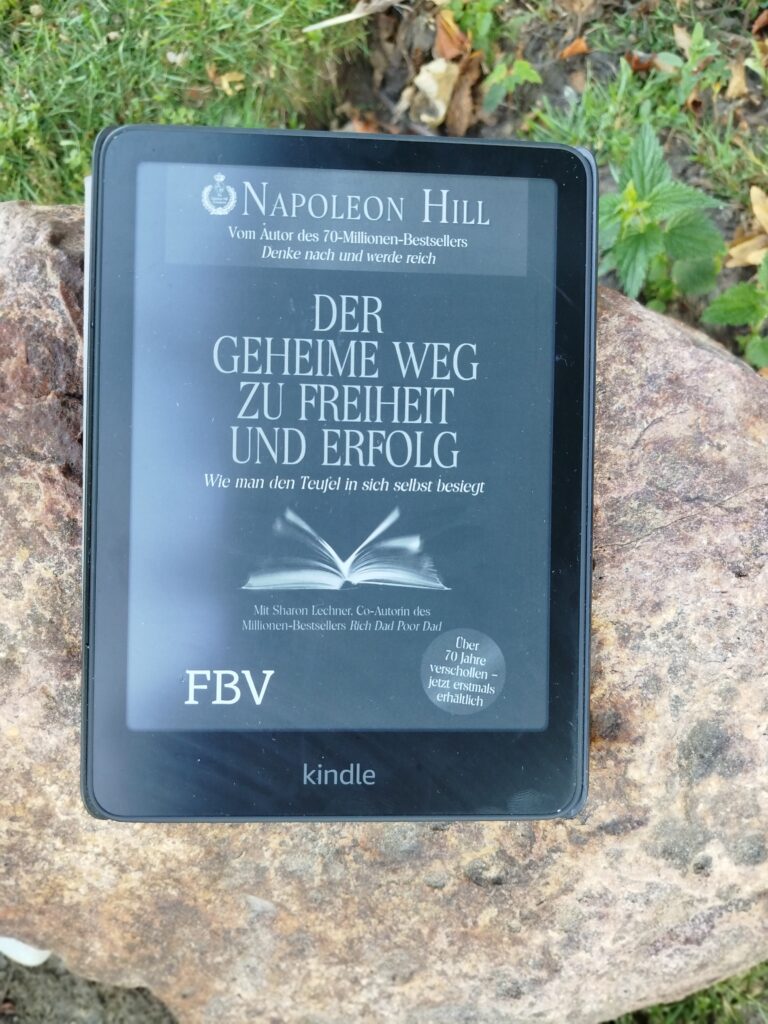 NAPOLEON HILL
Vom Autor des 70-Millionen-Bestsellers
Denke nach und werde reich
DER
GEHEIME WEG
ZU FREIHEIT
UND ERFOLG
Wie man den Teufel in sich selbst besiegt
Mit Sharon Lechner, Co-Autorin des
Millionen-Bestsellers Rich Dad Poor Dad
Über
70 Jahre
verschollen –
jetzt erstmals
erhältlich
FBV
kindle